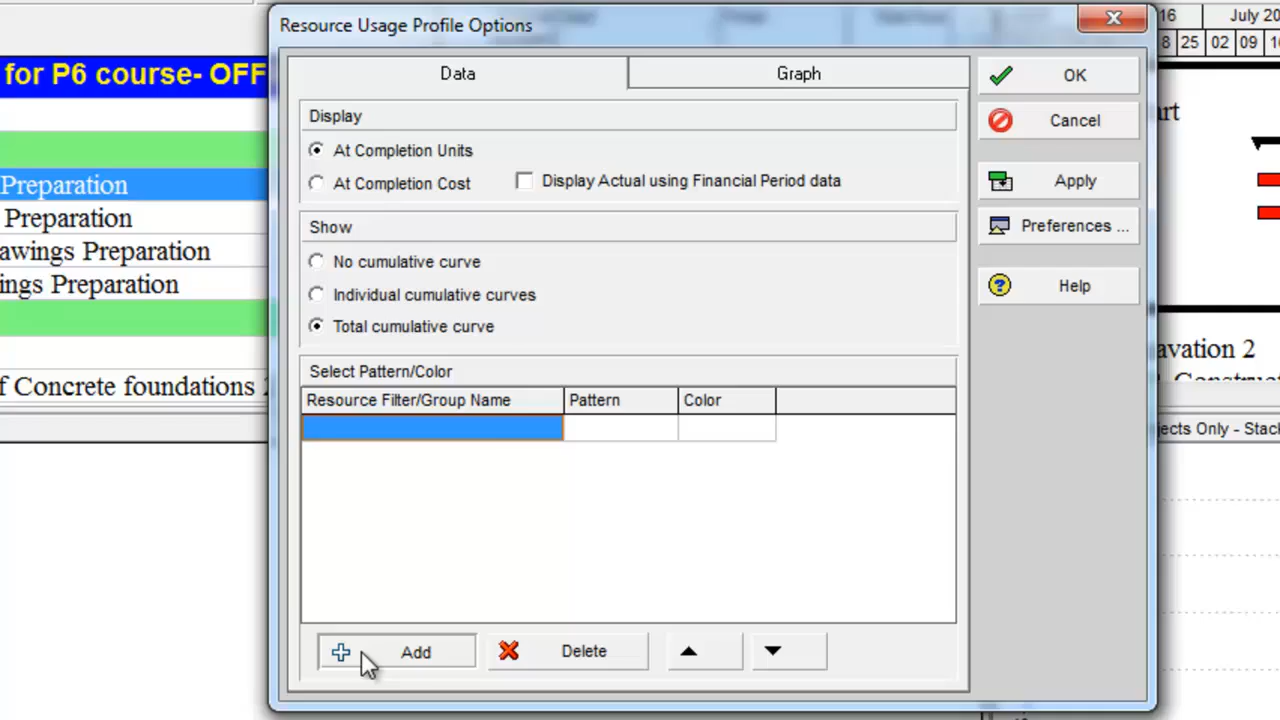 Resource Usage Profile Options
16
July 20
8 25 02 09
for P6 course- OFF
Data
Graph
OK
Display
Cancel
At Completion Units
Preparation
At Completion Cost
Display Actual using Financial Period data
Apply
Preparation
Show
Preferences ...
awings Preparation
No cumulative curve
ings Preparation
Individual cumulative curves
Help
Total cumulative curve
avation 2
Select Pattern/Color
f Concrete foundations
Resource Filter/Group Name
Pattern
Color
jects Only - Stack
Add
Delete